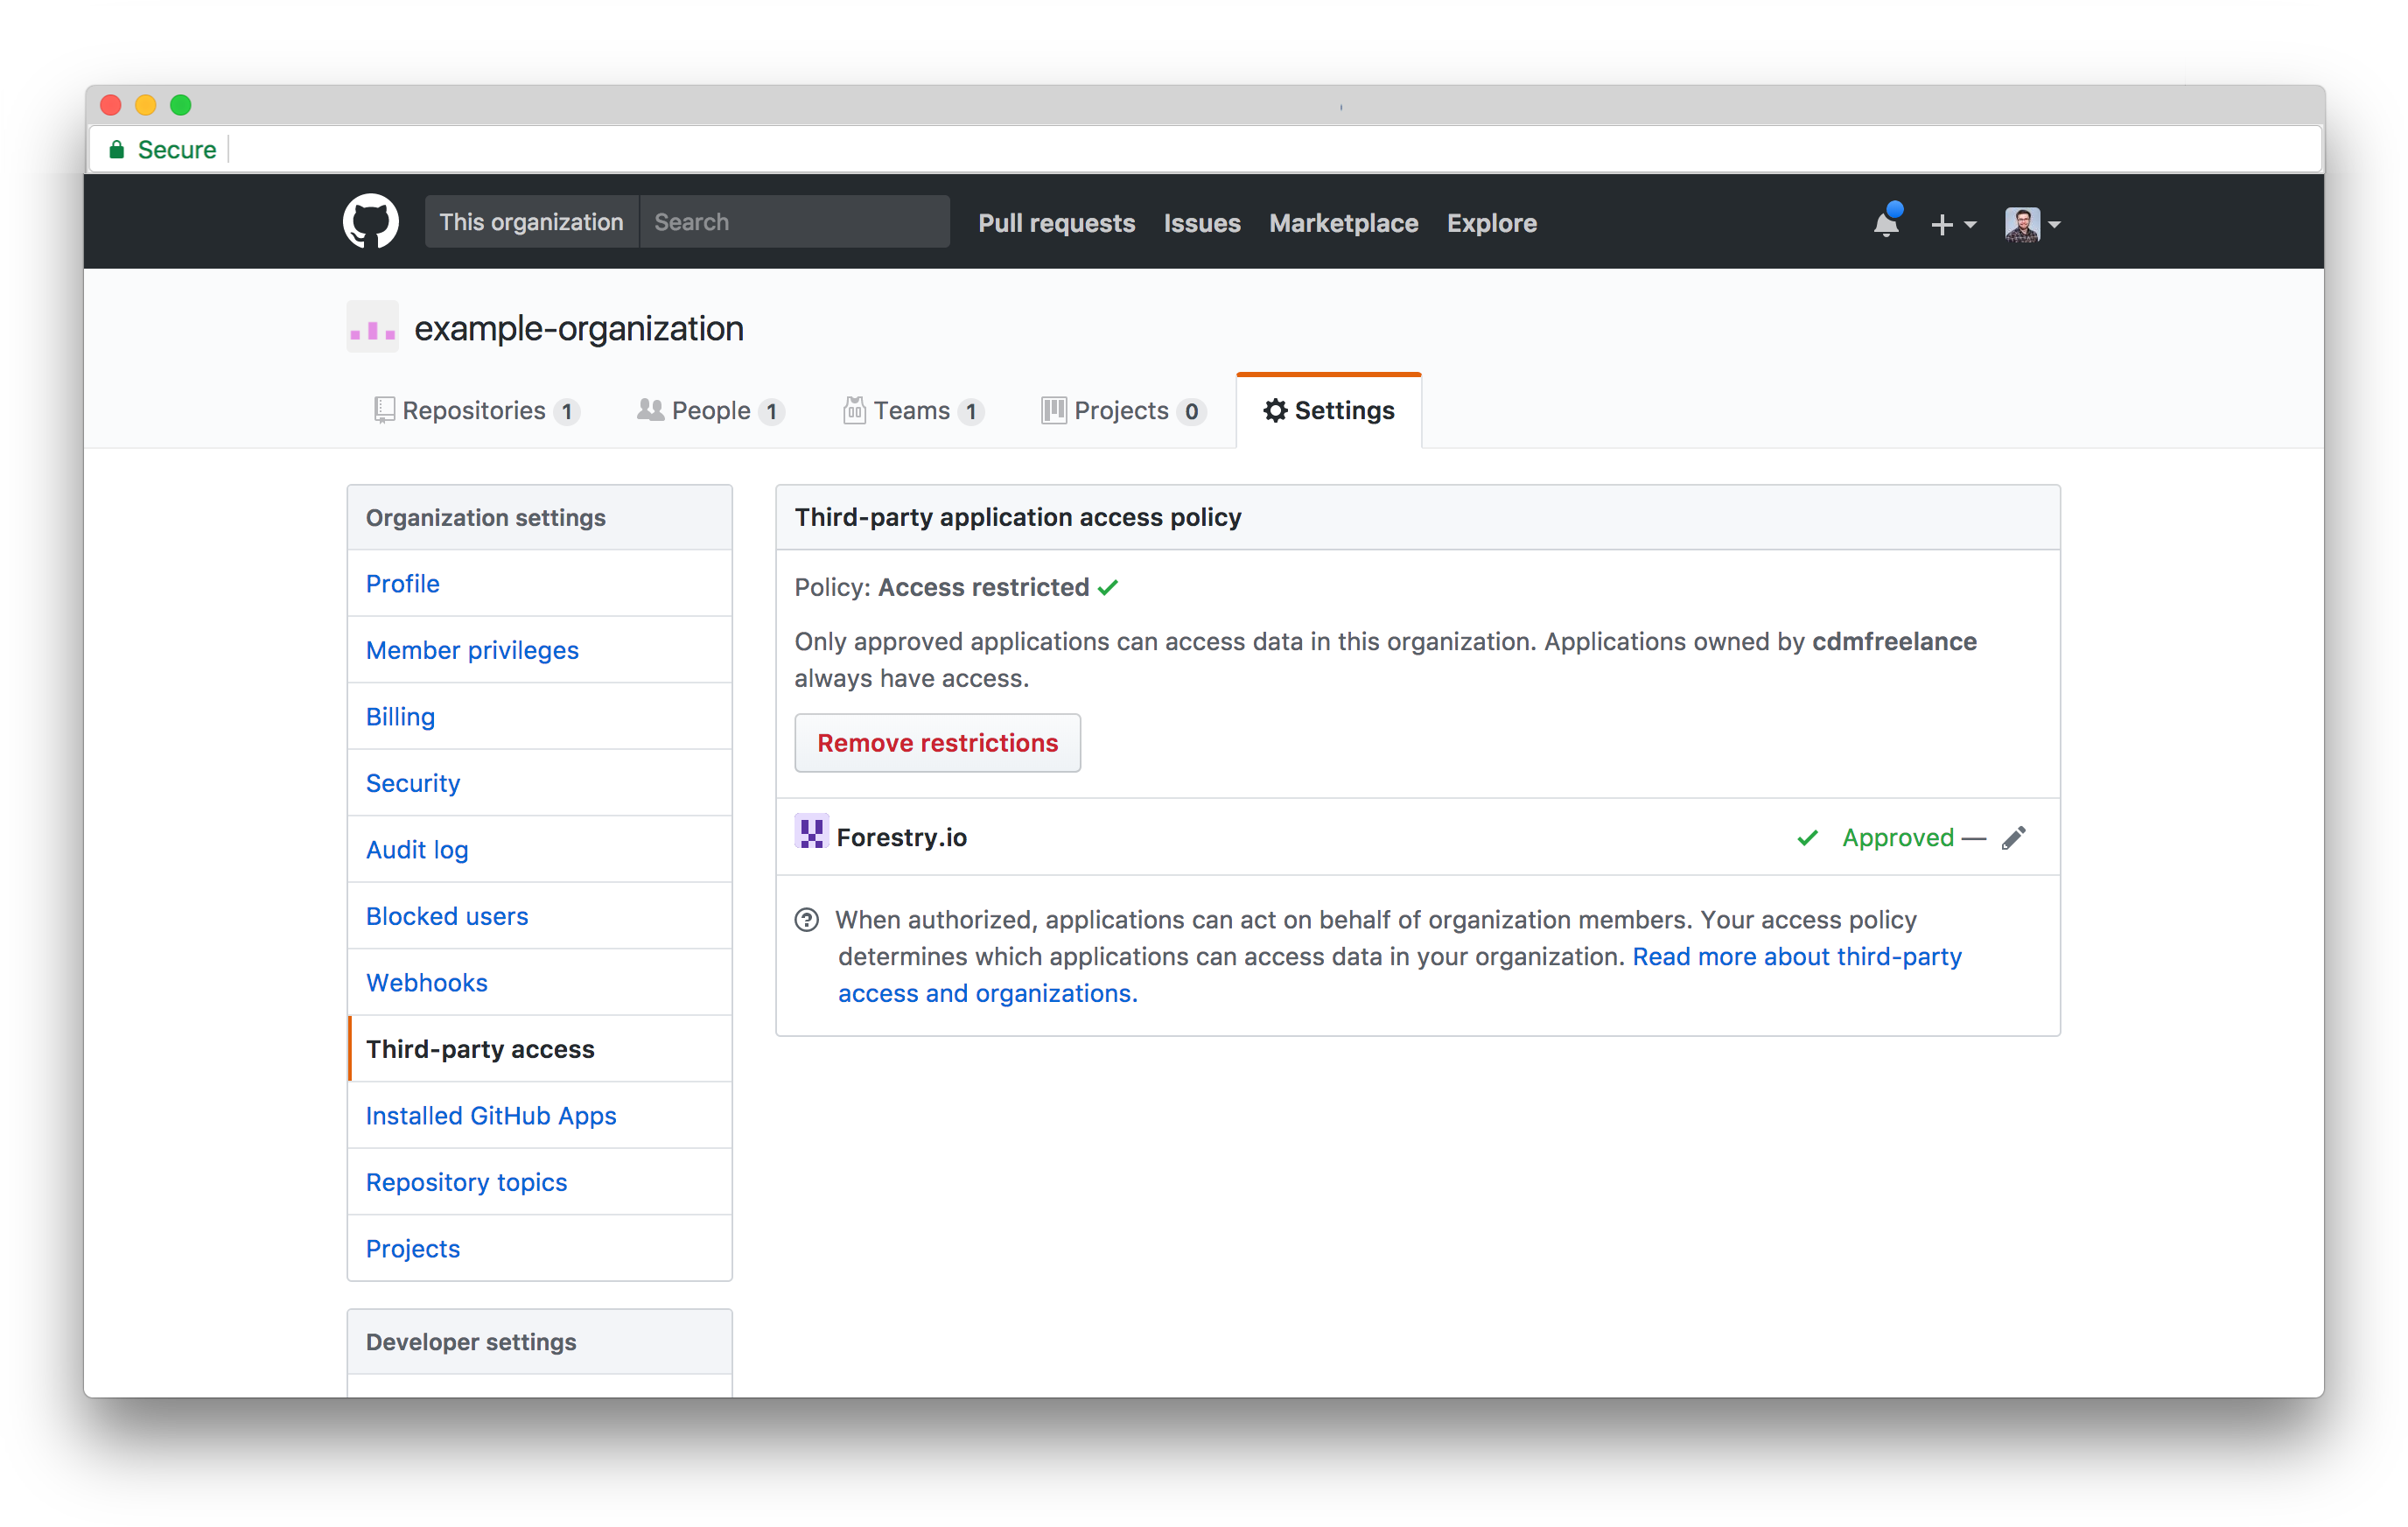 Secure
This organization Search Pull requests Issues Marketplace Explore
example-organization
Repositories 1 People 1 Teams 1 Projects 0 Settings
Organization settings
Profile
Member privileges
Billing
Security
Audit log
Blocked users
Webhooks
Third-party access
Installed GitHub Apps
Repository topics
Projects
Developer settings
Third-party application access policy
Policy: Access restricted
Only approved applications can access data in this organization. Applications owned by cdmfreelance
always have access.
Remove restrictions
Forestry.io Approved —
When authorized, applications can act on behalf of organization members. Your access policy
determines which applications can access data in your organization. Read more about third-party
access and organizations.